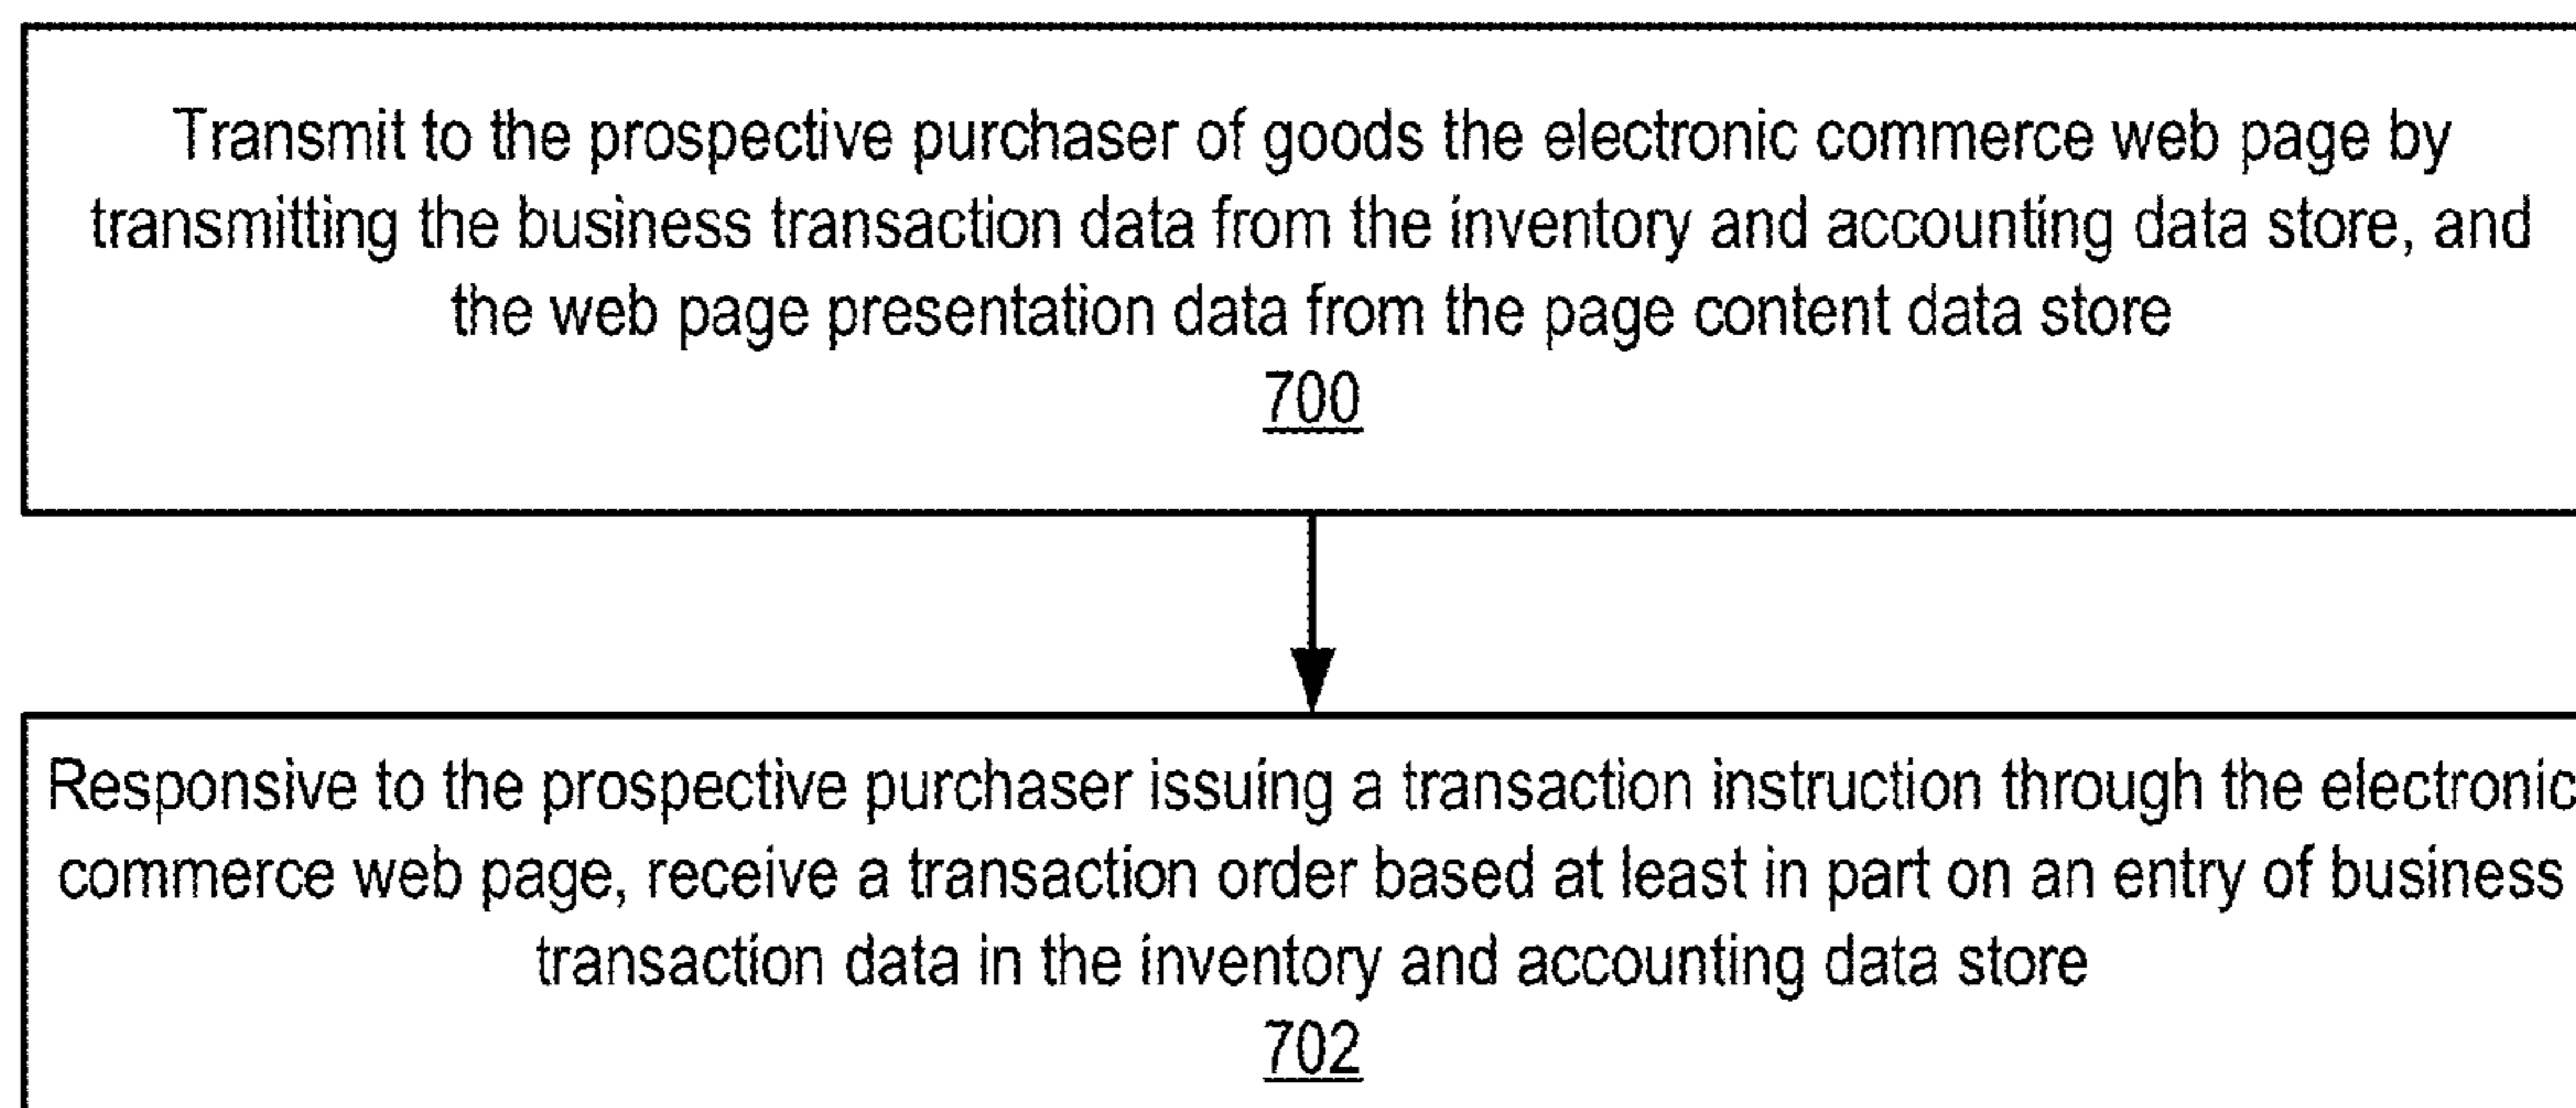 Transmit to the prospective purchaser of goods the electronic commerce web page by
transmitting the business transaction data from the inventory and accounting data store, and
the web page presentation data from the page content data store
700
Responsive to the prospective purchaser issuing a transaction instruction through the electronic
commerce web page, receive a transaction order based at least in part on an entry of business
transaction data in the inventory and accounting data store
702